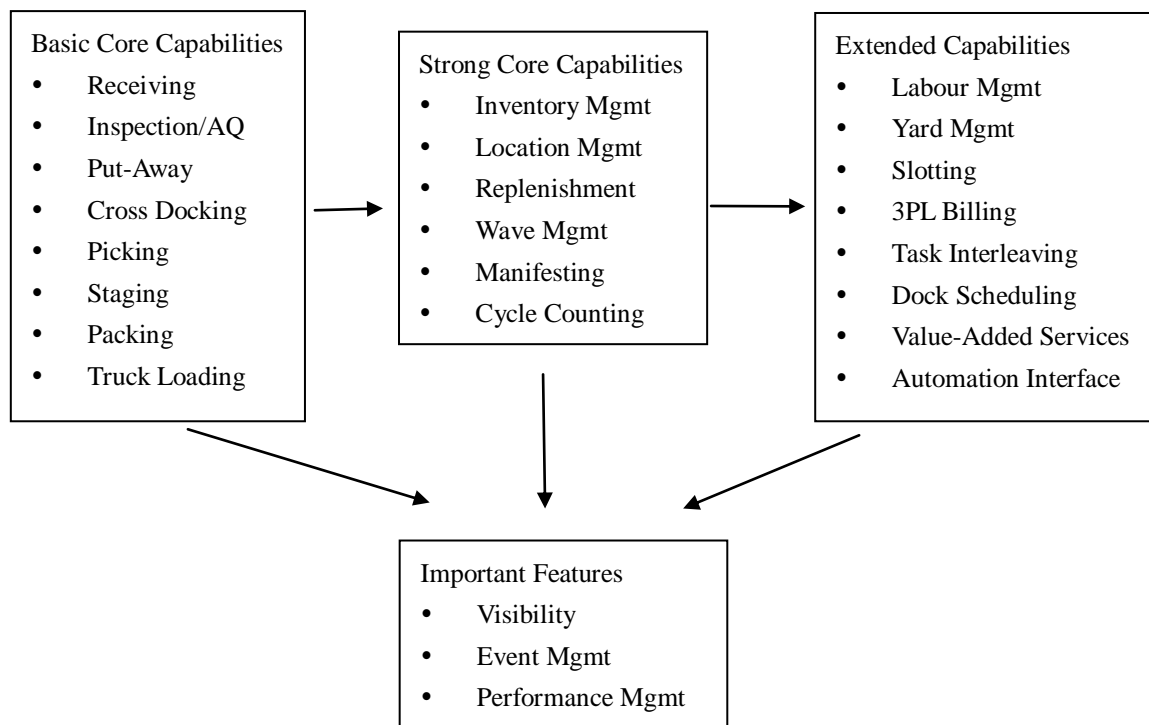 Basic Core Capabilities
• Receiving
• Inspection/AQ
• Put-Away
• Cross Docking
• Picking
• Staging
• Packing
• Truck Loading
Strong Core Capabilities
• Inventory Mgmt
• Location Mgmt
• Replenishment
• Wave Mgmt
• Manifesting
• Cycle Counting
Extended Capabilities
• Labour Mgmt
• Yard Mgmt
• Slotting
• 3PL Billing
• Task Interleaving
• Dock Scheduling
• Value-Added Services
• Automation Interface
Important Features
• Visibility
• Event Mgmt
• Performance Mgmt